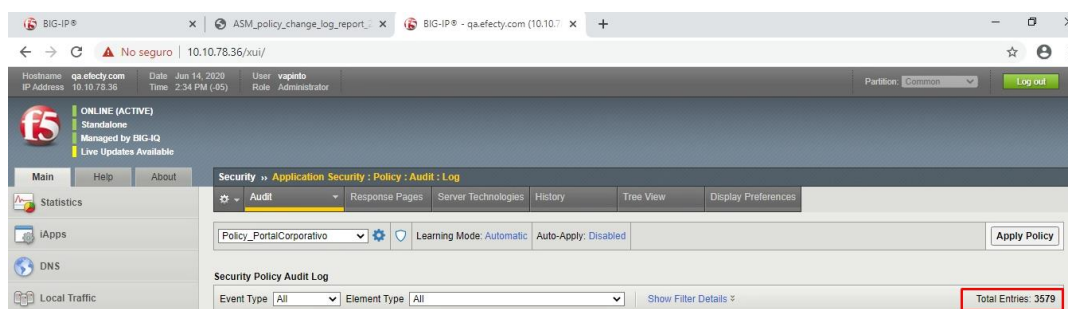 BIG-IP®
ASM_policy_change_log_report_
BIG-IP® - qa.efecty.com (10.10.7
No seguro | 10.10.78.36/xui/
Hostname qa.efecty.com Date Jun 14, 2020 User vapinto
IP Address 10.10.78.36 Time 2:34 PM (-05) Role Administrator
Partition: Common
Log out
f5
ONLINE (ACTIVE)
Standalone
Managed by BIG-IQ
Live Updates Available
Main Help About
Security ›› Application Security : Policy : Audit : Log
Statistics
Audit Response Pages Server Technologies History Tree View Display Preferences
iApps
Policy_PortalCorporativo Learning Mode: Automatic Auto-Apply: Disabled Apply Policy
DNS
Security Policy Audit Log
Local Traffic
Event Type All Element Type All Show Filter Details Total Entries: 3579